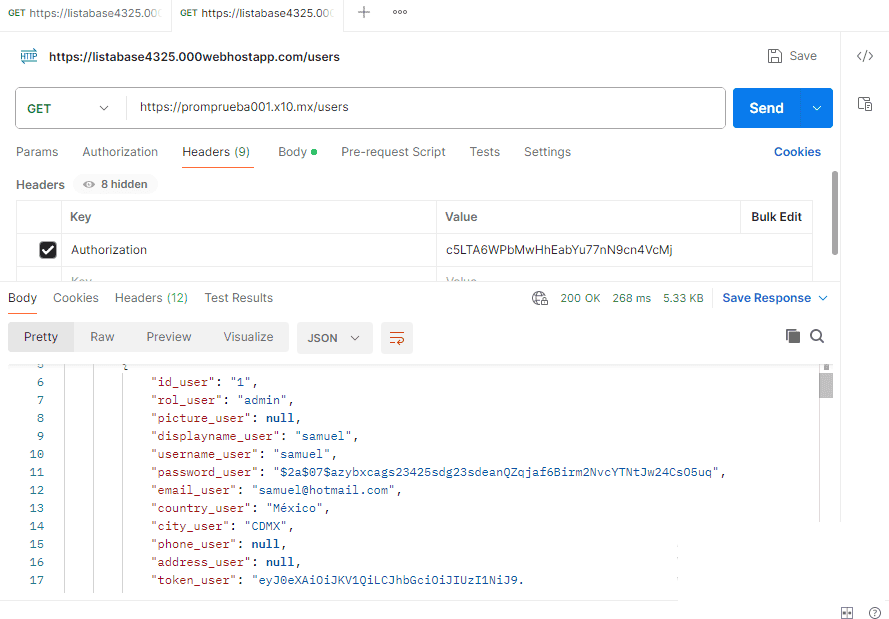 GET https://listabase4325.00
GET https://listabase4325.00
https://listabase4325.000webhostapp.com/users
Save
GET
https://promprueba001.x10.mx/users
Send
Params Authorization Headers (9) Body Pre-request Script Tests Settings Cookies
Headers 8 hidden
Key Value Bulk Edit
Authorization c5LTA6WPbMwHhEabYu77nN9cn4VcMj
Key Value
Body Cookies Headers (12) Test Results 200 OK 268 ms 5.33 KB Save Response
Pretty Raw Preview Visualize JSON
5 {
6 "id_user": "1",
7 "rol_user": "admin",
8 "picture_user": null,
9 "displayname_user": "samuel",
10 "username_user": "samuel",
11 "password_user": "$2a$07$azybxcags23425sdg23sdeanQZqjaf6Birm2NvcYTNtJw24CsO5uq",
12 "email_user": "samuel@hotmail.com",
13 "country_user": "México",
14 "city_user": "CDMX",
15 "phone_user": null,
16 "address_user": null,
17 "token_user": "eyJ0eXAiOiJKV1QiLCJhbGciOiJIUzI1NiJ9.